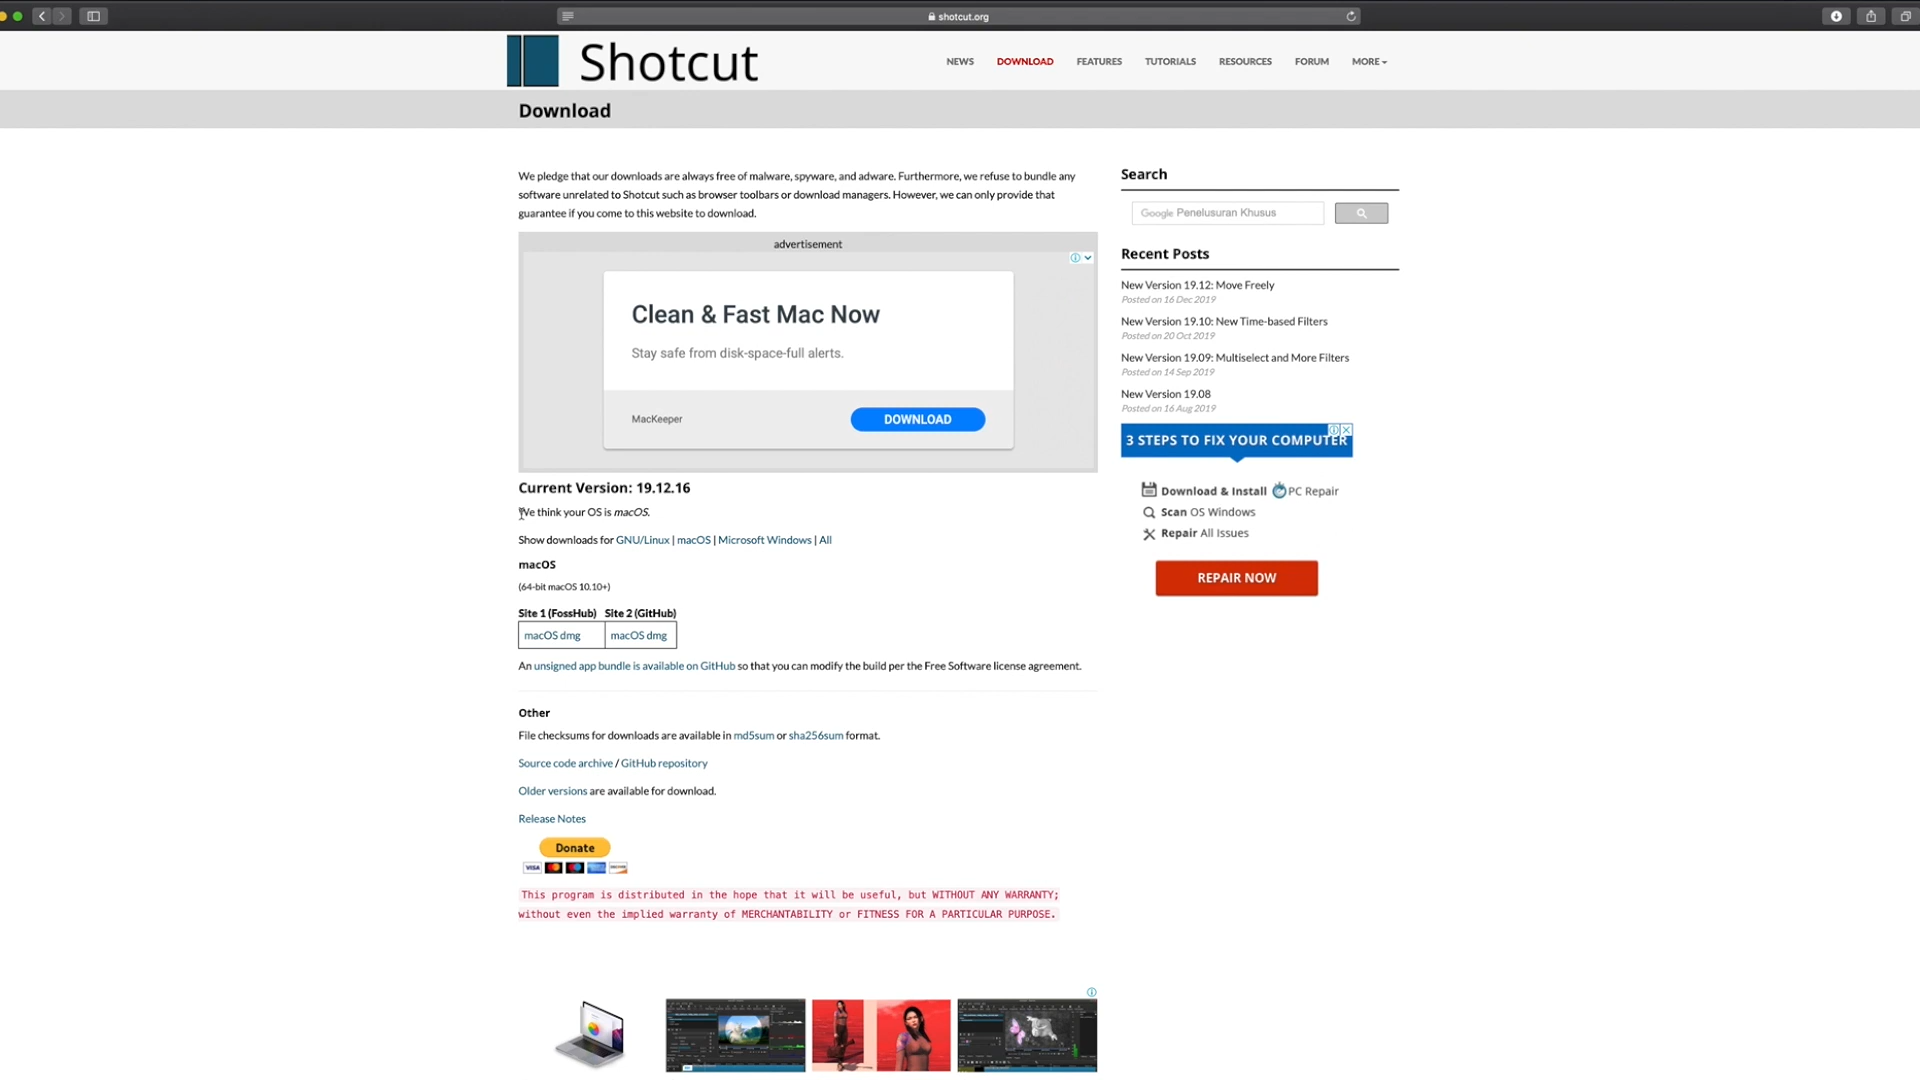 shotcut.org
Shotcut
NEWS DOWNLOAD FEATURES TUTORIALS RESOURCES FORUM MORE
Download
We pledge that our downloads are always free of malware, spyware, and adware. Furthermore, we refuse to bundle any
software unrelated to Shotcut such as browser toolbars or download managers. However, we can only provide that
guarantee if you come to this website to download.
advertisement
Clean & Fast Mac Now
Stay safe from disk-space-full alerts.
MacKeeper
DOWNLOAD
Current Version: 19.12.16
We think your OS is macOS.
Show downloads for GNU/Linux | macOS | Microsoft Windows | All
macOS
(64-bit macOS 10.10+)
Site 1 (FossHub) Site 2 (GitHub)
macOS dmg macOS dmg
An unsigned app bundle is available on GitHub so that you can modify the build per the Free Software license agreement.
Other
File checksums for downloads are available in md5sum or sha256sum format.
Source code archive / GitHub repository
Older versions are available for download.
Release Notes
Donate
VISA
This program is distributed in the hope that it will be useful, but WITHOUT ANY WARRANTY;
without even the implied warranty of MERCHANTABILITY or FITNESS FOR A PARTICULAR PURPOSE.
Search
Google Penelusuran Khusus
Recent Posts
New Version 19.12: Move Freely
Posted on 16 Dec 2019
New Version 19.10: New Time-based Filters
Posted on 20 Oct 2019
New Version 19.09: Multiselect and More Filters
Posted on 14 Sep 2019
New Version 19.08
Posted on 16 Aug 2019
3 STEPS TO FIX YOUR COMPUTER
Download & Install PC Repair
Scan OS Windows
Repair All Issues
REPAIR NOW